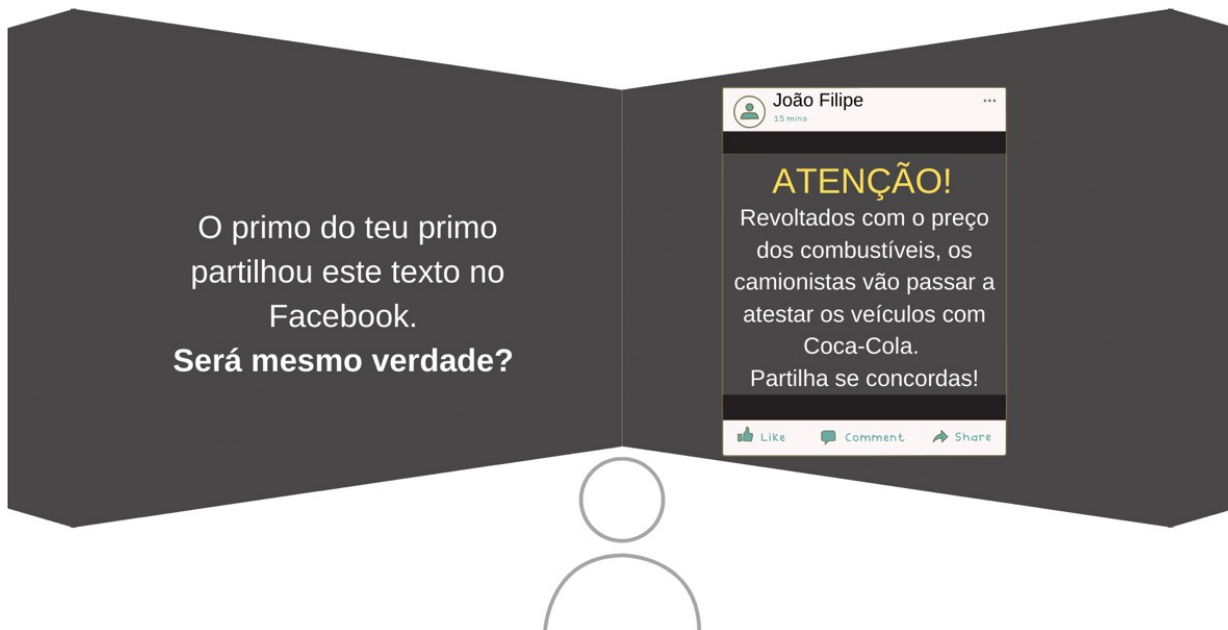 O primo do teu primo
partilhou este texto no
Facebook.
Será mesmo verdade?
João Filipe
15 mins
ATENÇÃO!
Revoltados com o preço
dos combustíveis, os
camionistas vão passar a
atestar os veículos com
Coca-Cola.
Partilha se concordas!
Like Comment Share